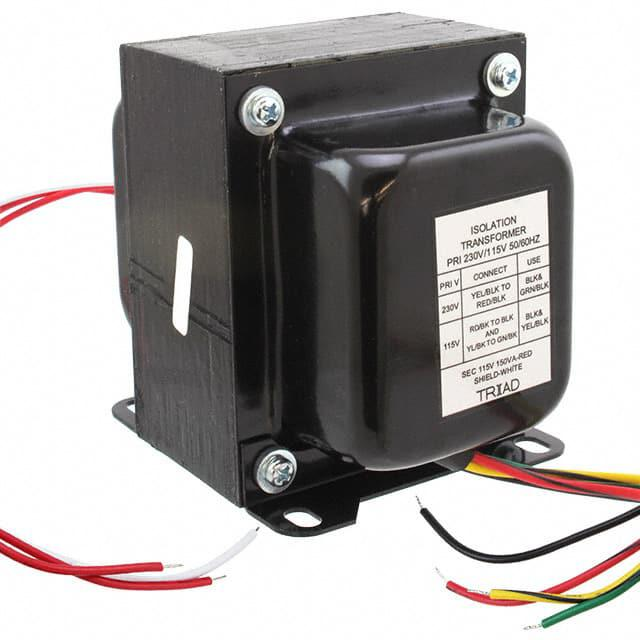 ISOLATION
TRANSFORMER
PRI 230V/115V 50/60HZ
PRI V CONNECT USE
230V YEL/BLK TO RED/BLK BLK& GRN/BLK
115V RD/BK TO BLK AND YL/BK TO GN/BK BLK& YEL/BLK
SEC 115V 150VA-RED
SHIELD-WHITE
TRIAD